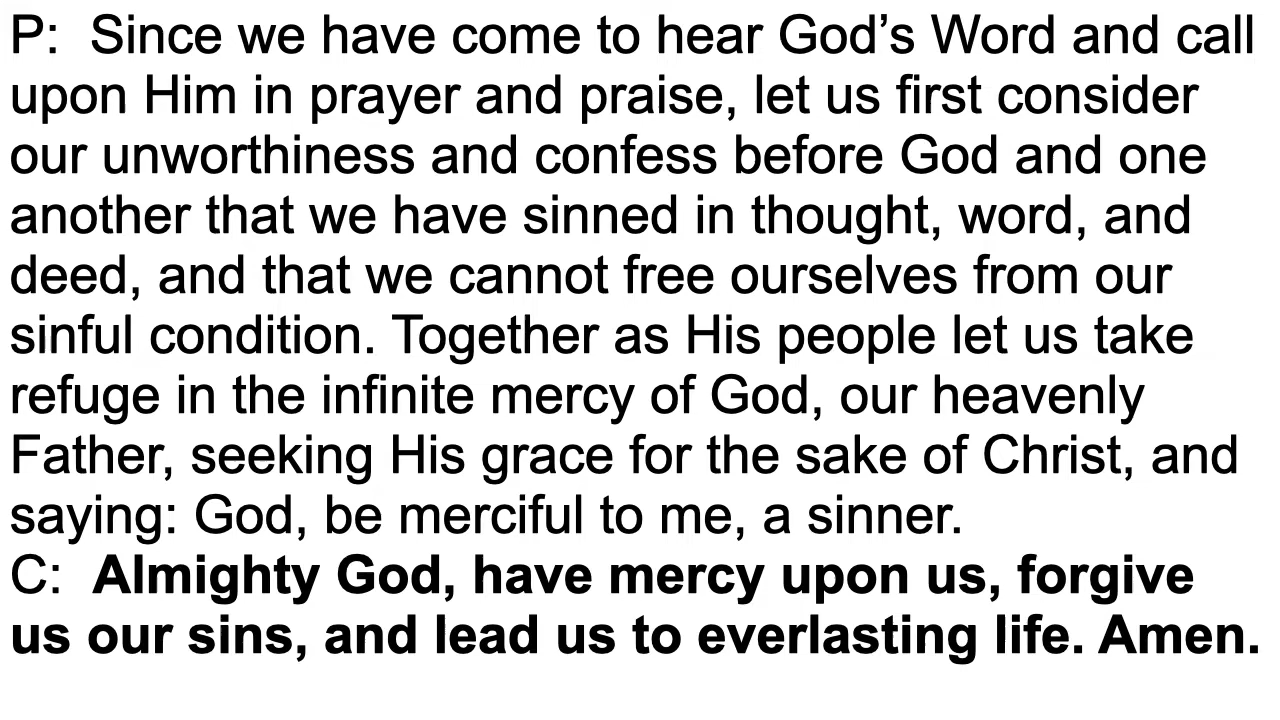 P:  Since we have come to hear God’s Word and call
upon Him in prayer and praise, let us first consider
our unworthiness and confess before God and one
another that we have sinned in thought, word, and
deed, and that we cannot free ourselves from our
sinful condition. Together as His people let us take
refuge in the infinite mercy of God, our heavenly
Father, seeking His grace for the sake of Christ, and
saying: God, be merciful to me, a sinner.
C:  Almighty God, have mercy upon us, forgive
us our sins, and lead us to everlasting life. Amen.